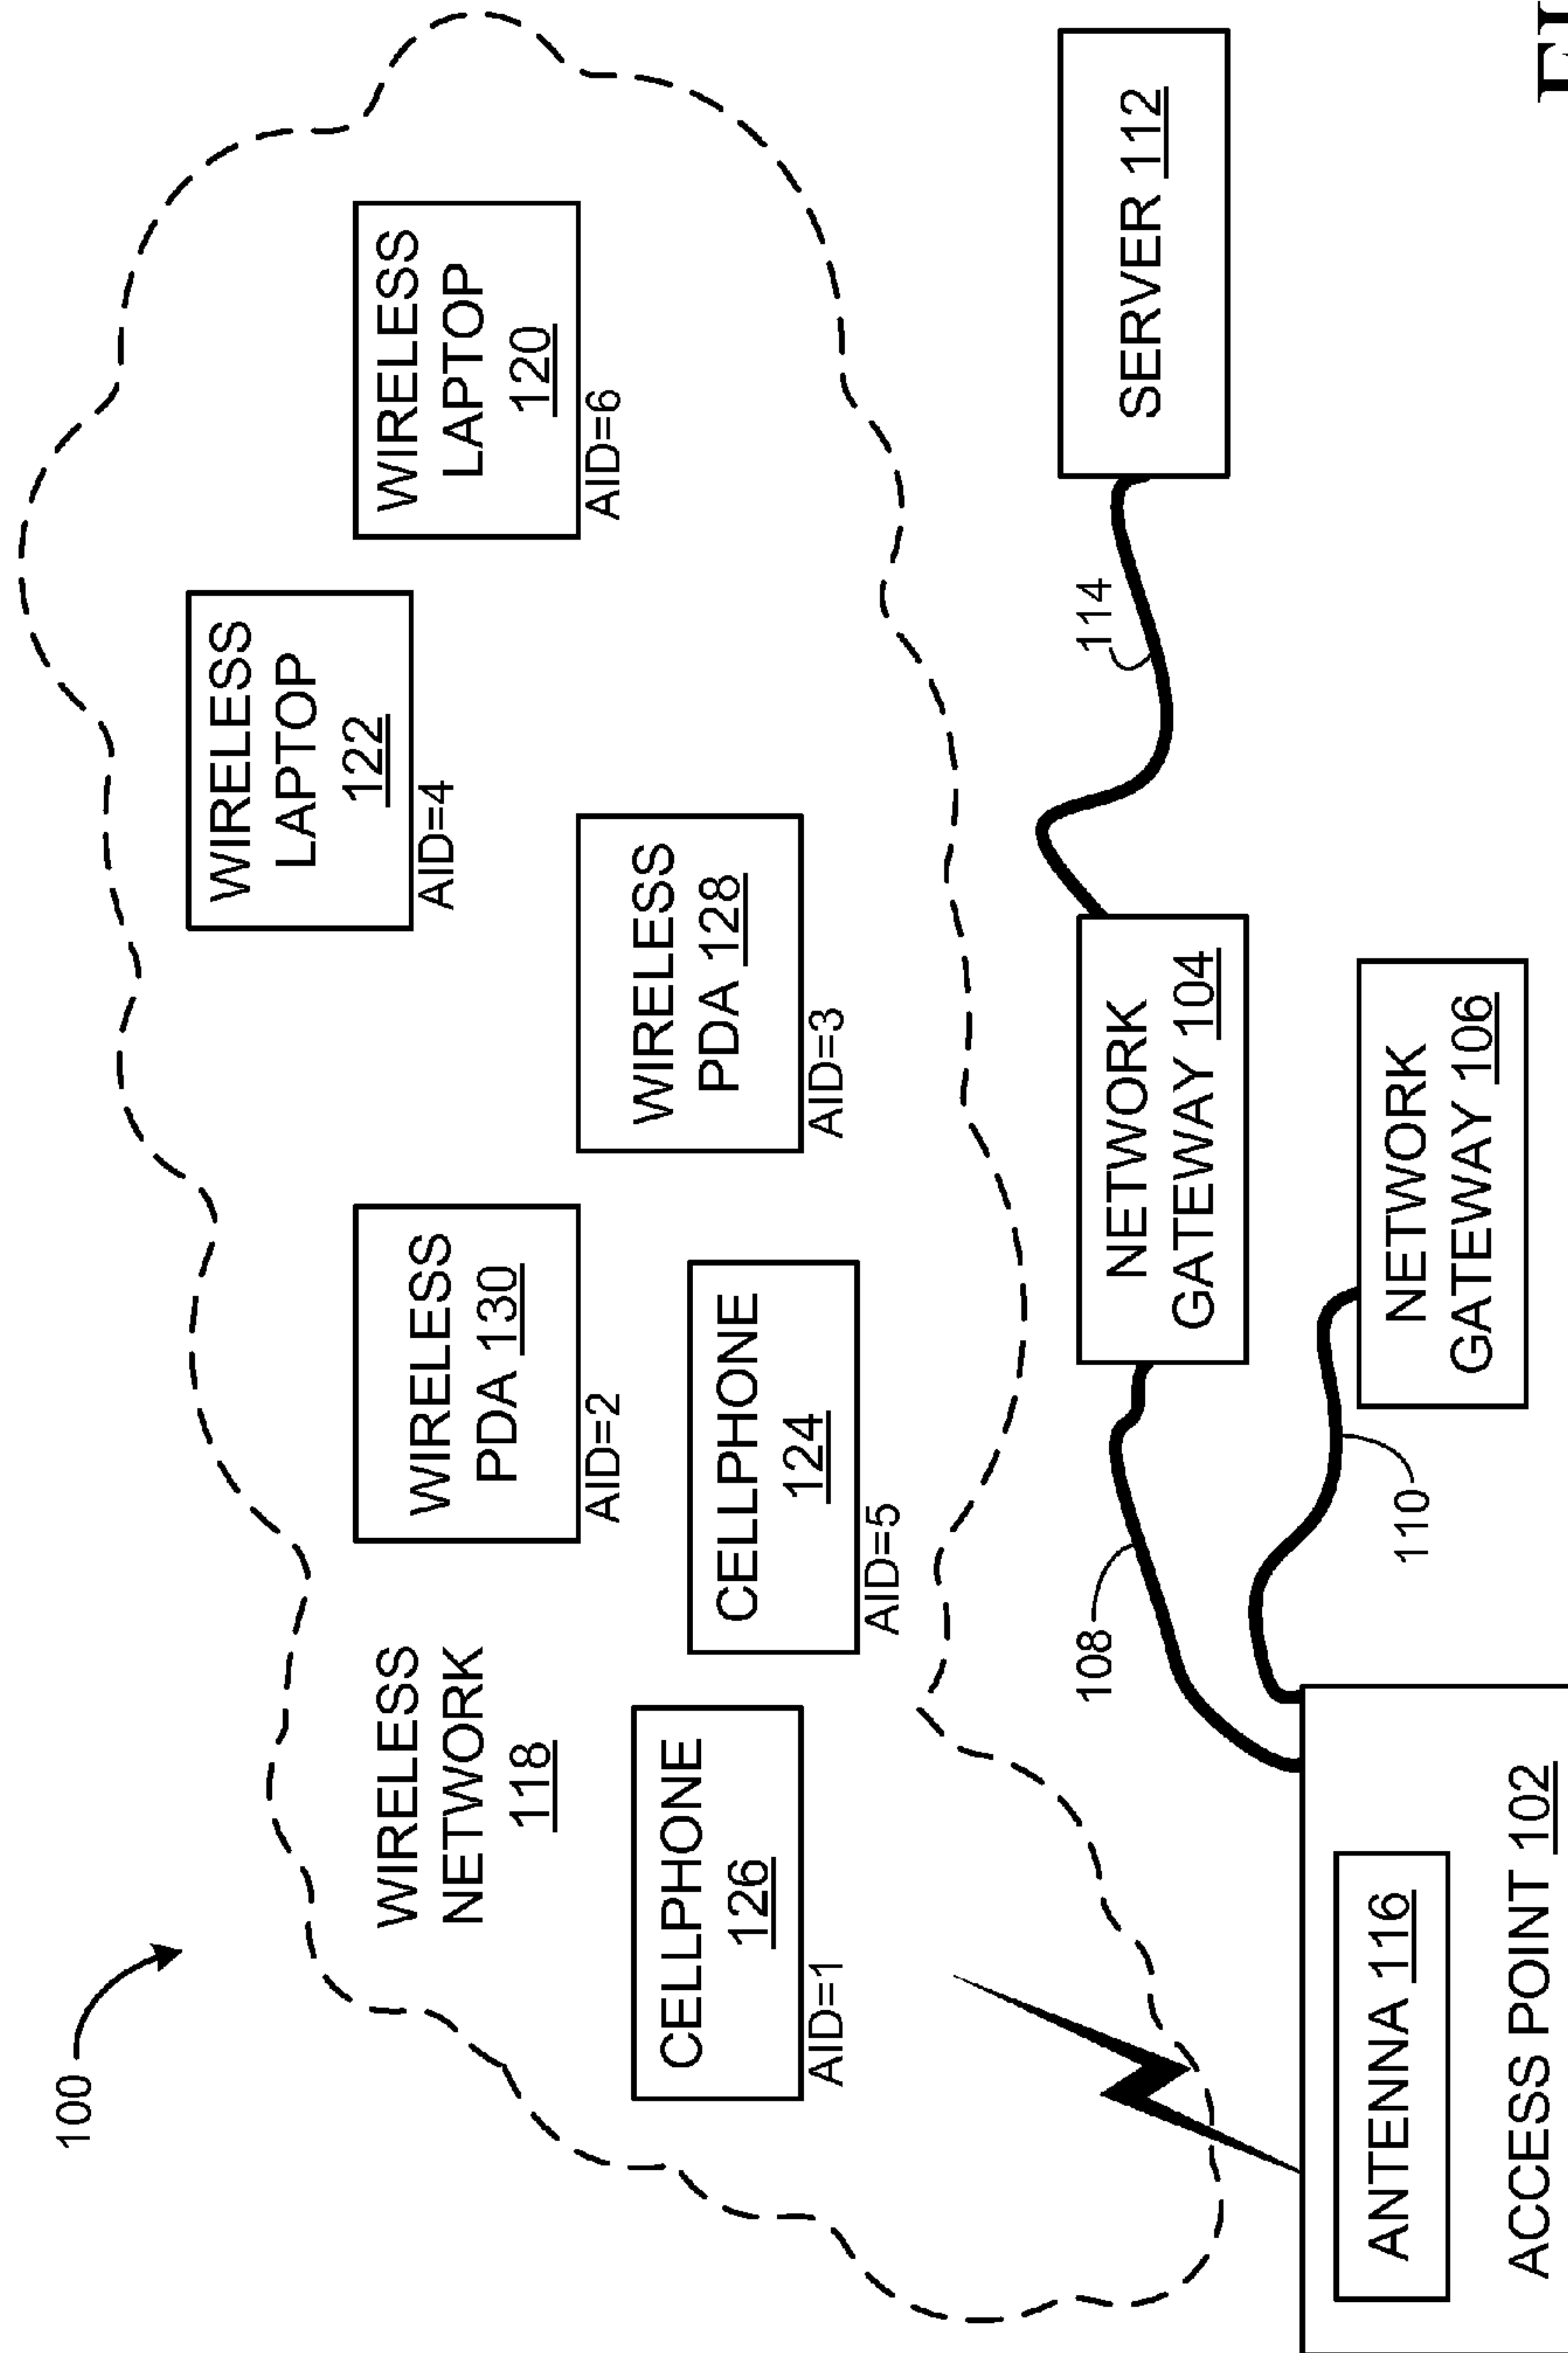 100
WIRELESS
NETWORK
118
WIRELESS
LAPTOP
122
AID=4
WIRELESS
LAPTOP
120
AID=6
WIRELESS
PDA 130
AID=2
WIRELESS
PDA 128
AID=3
CELLPHONE
126
AID=1
CELLPHONE
124
AID=5
108
114
SERVER 112
NETWORK
GATEWAY 104
110
NETWORK
GATEWAY 106
ANTENNA 116
ACCESS POINT 102